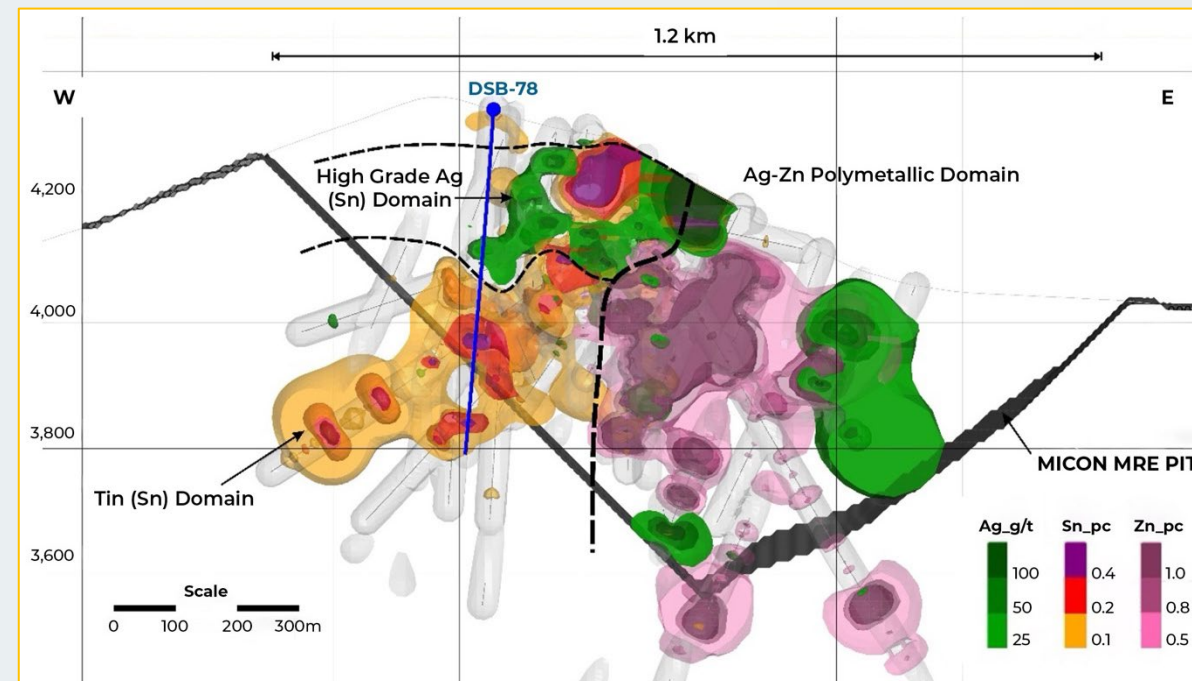 1.2 km
W
DSB-78
E
4,200
High Grade Ag
(Sn) Domain
Ag-Zn Polymetallic Domain
4,000
3,800
Tin (Sn) Domain
MICON MRE PIT
3,600
Scale
0 100 200 300m
Ag_g/t Sn_pc Zn_pc
100 0.4 1.0
50 0.2 0.8
25 0.1 0.5